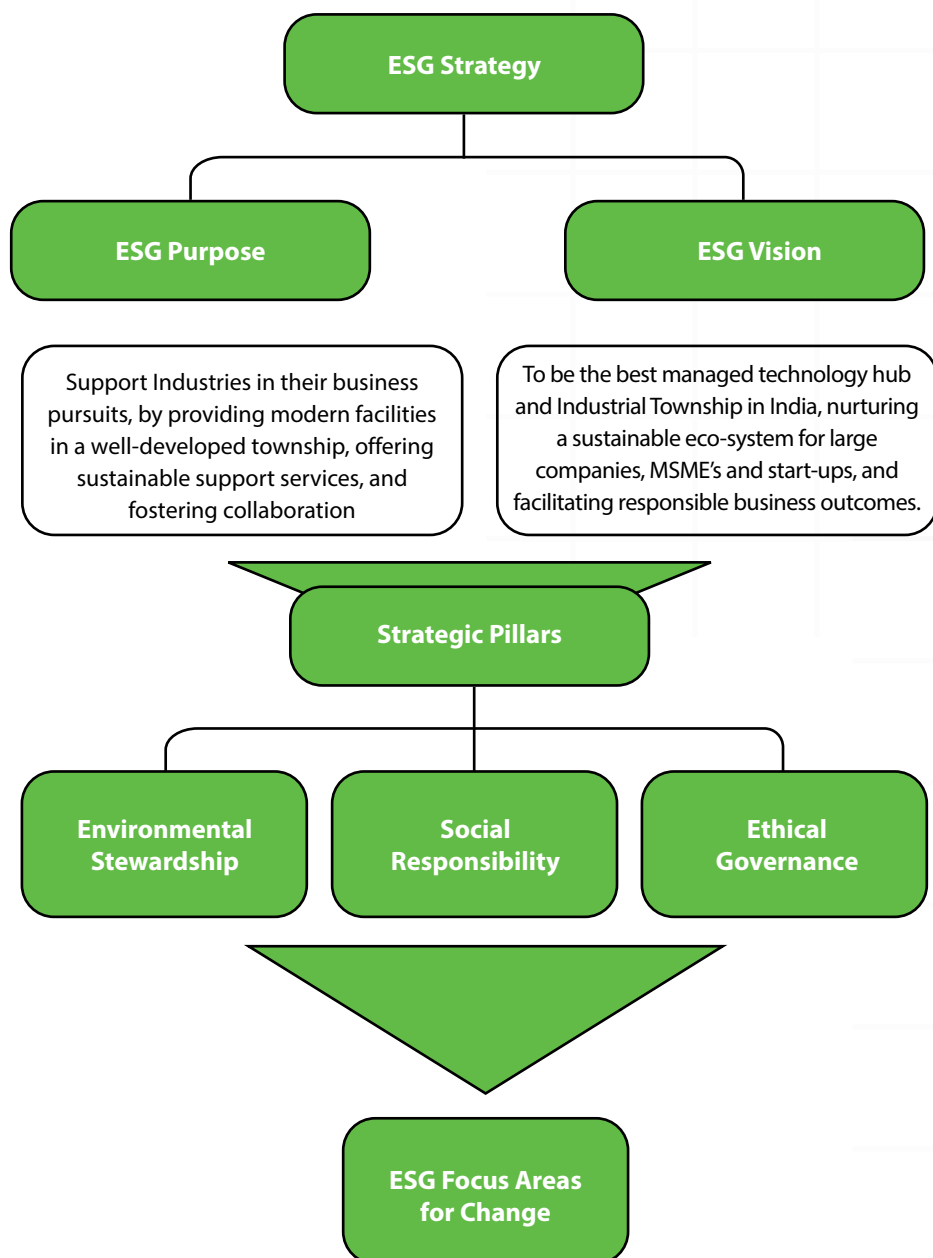 ESG Strategy
ESG Purpose
ESG Vision
Support Industries in their business
pursuits, by providing modern facilities
in a well-developed township, offering
sustainable support services, and
fostering collaboration
To be the best managed technology hub
and Industrial Township in India, nurturing
a sustainable eco-system for large
companies, MSME's and start-ups, and
facilitating responsible business outcomes.
Strategic Pillars
Environmental
Stewardship
Social
Responsibility
Ethical
Governance
ESG Focus Areas
for Change